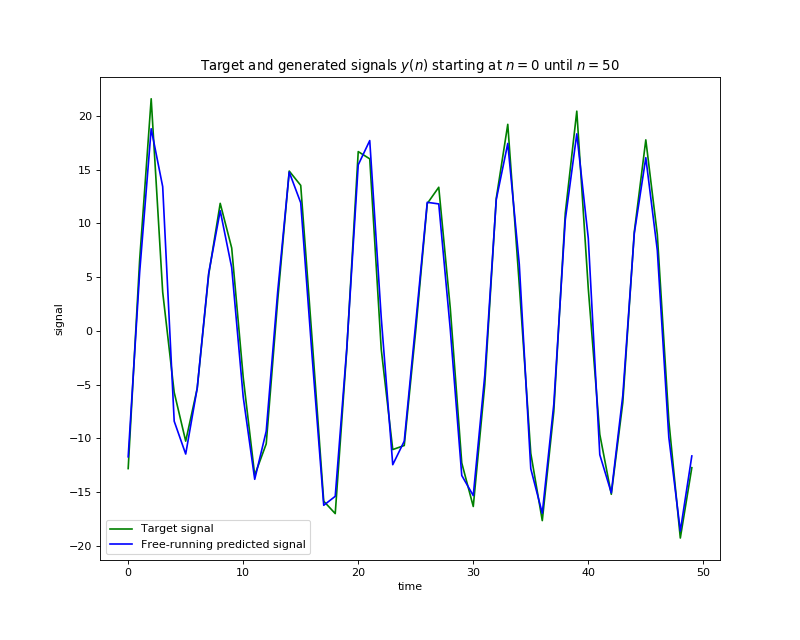 Target and generated signals y(n) starting at n = 0 until n = 50
20
15
10
5
0
−5
−10
−15
−20
signal
Target signal
Free-running predicted signal
0 10 20 30 40 50
time